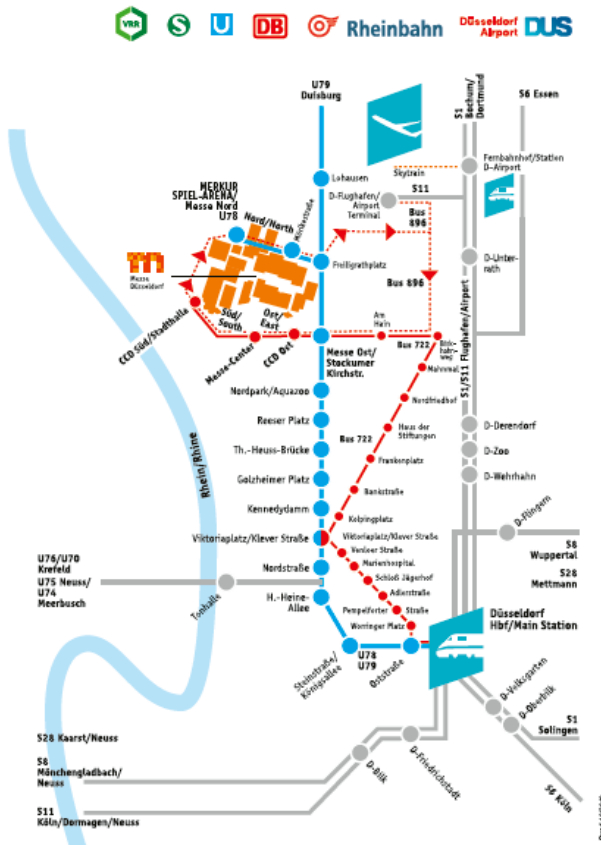 VRR
S
U
DB
Rheinbahn
Düsseldorf
Airport
DUS
U79
Duisburg
S1
Bochum/
Dortmund
S6 Essen
Lohausen
Skytrain
Fernbahnhof/Station
D-Airport
D-Flughafen/
Airport
Terminal
S11
MERKUR
SPIEL-ARENA/
Messe Nord
U78
Nord/North
Bus
896
Freiligrathplatz
D-Unter-
rath
Messe
Düsseldorf
Bus 896
Süd/
South
Ost/
East
CCD Süd/Stadthalle
Messe-Center
CCD Ost
Am
Hain
Bus 722
Messe Ost/
Stockumer
Kirchstr.
S1/S11 Flughafen/Airport
Mahnmal
Nordpark/Aquazoo
Nordfriedhof
Reeser Platz
Haus der
Stiftungen
D-Derendorf
Bus 722
Th.-Heuss-Brücke
D-Zoo
Frankenplatz
Rhein/Rhine
Golzheimer Platz
D-Wehrhahn
Bankstraße
Kennedydamm
Kolpingplatz
D-Flingern
Viktoriaplatz/Klever Straße
Viktoriaplatz/Klever Straße
Venloer Straße
S8
Wuppertal
U76/U70
Krefeld
Marienhospital
Nordstraße
S28
Mettmann
U75 Neuss/
U74
Meerbusch
Schloß Jägerhof
Tonhalle
H.-Heine-
Allee
Adlerstraße
Pempelforter Straße
Worringer Platz
Düsseldorf
Hbf/Main Station
Steinstraße/
Königsallee
U78
U79
Oststraße
D-Volksgarten
D-Oberbilk
S1
Solingen
S28 Kaarst/Neuss
S8
Mönchengladbach/
Neuss
D-Bilk
D-Friedrichstadt
S6 Köln
S11
Köln/Dormagen/Neuss